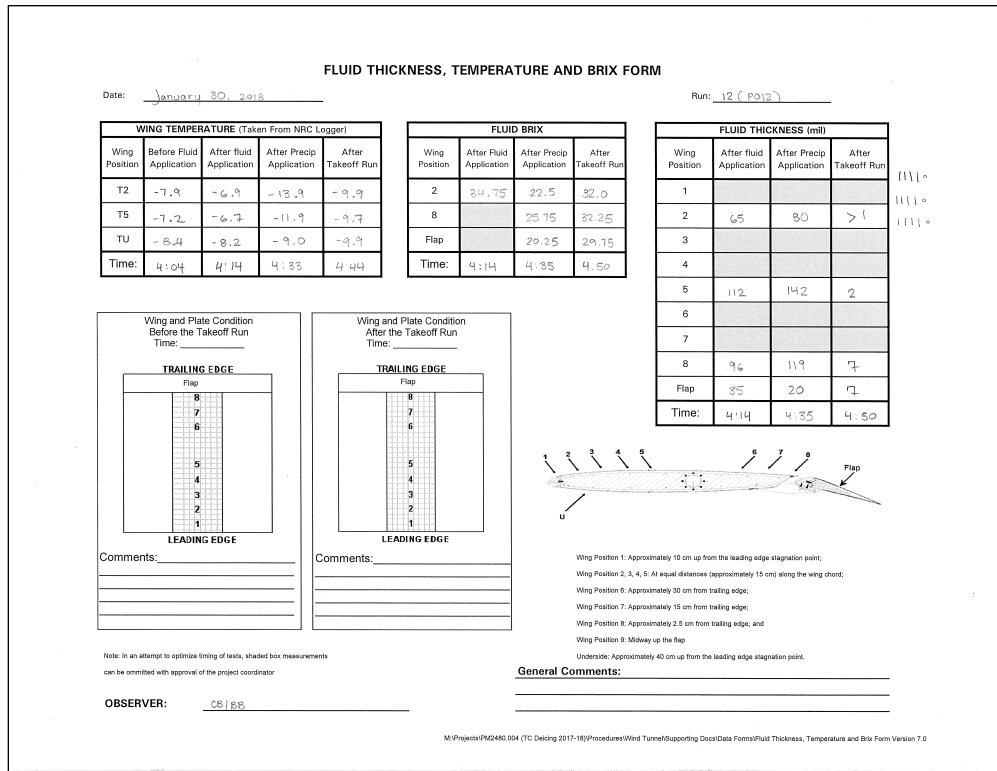 FLUID THICKNESS, TEMPERATURE AND BRIX FORM
Date: January 30, 2018
Run: 12 (P012)
WING TEMPERATURE (Taken From NRC Logger)
Wing Position | Before Fluid Application | After fluid Application | After Precip Application | After Takeoff Run
T2 | -7.9 | -6.9 | -13.9 | -9.9
T5 | -7.2 | -6.7 | -11.9 | -9.7
TU | -8.4 | -8.2 | -9.0 | -9.9
Time: | 4:04 | 4:14 | 4:33 | 4:44
FLUID BRIX
Wing Position | After Fluid Application | After Precip Application | After Takeoff Run
2 | 34.75 | 22.5 | 32.0
8 | 25.75 | 32.25
Flap | 20.25 | 29.75
Time: | 4:14 | 4:35 | 4:50
FLUID THICKNESS (mil)
Wing Position | After fluid Application | After Precip Application | After Takeoff Run
1
2 | 65 | 80 | > 1
3
4
5 | 112 | 142 | 2
6
7
8 | 96 | 119 | 7
Flap | 35 | 20 | 7
Time: | 4:14 | 4:35 | 4:50
Wing and Plate Condition
Before the Takeoff Run
Time:
TRAILING EDGE
Flap
8
7
6
5
4
3
2
1
LEADING EDGE
Comments:
Wing and Plate Condition
After the Takeoff Run
Time:
TRAILING EDGE
Flap
8
7
6
5
4
3
2
1
LEADING EDGE
Comments:
1 2 3 4 5 6 7 8
Flap
U
Wing Position 1: Approximately 10 cm up from the leading edge stagnation point;
Wing Position 2, 3, 4, 5: At equal distances (approximately 15 cm) along the wing chord;
Wing Position 6: Approximately 30 cm from trailing edge;
Wing Position 7: Approximately 15 cm from trailing edge;
Wing Position 8: Approximately 2.5 cm from trailing edge; and
Wing Position 9: Midway up the flap
Underside: Approximately 40 cm up from the leading edge stagnation point.
Note: In an attempt to optimize timing of tests, shaded box measurements
can be ommitted with approval of the project coordinator
General Comments:
OBSERVER: CB/BB
M:\Projects\PM2480.004 (TC Deicing 2017-18)\Procedures\Wind Tunnel\Supporting Docs\Data Forms\Fluid Thickness, Temperature and Brix Form Version 7.0